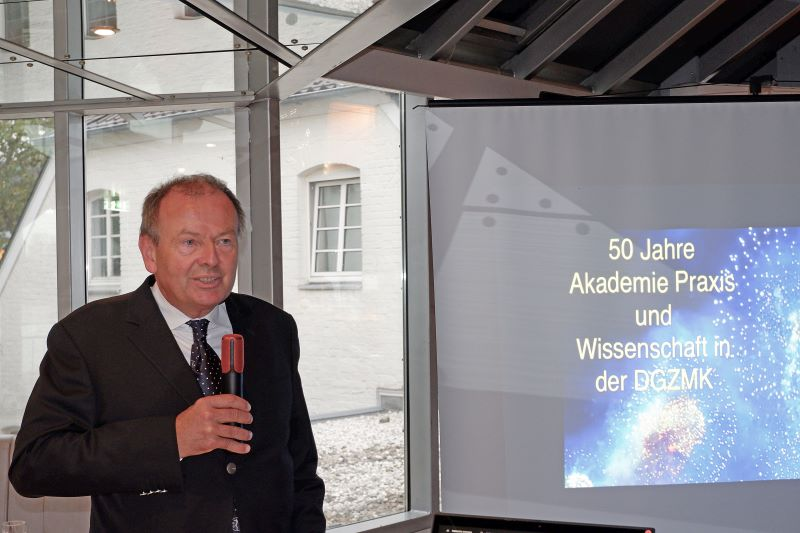 50 Jahre
Akademie Praxis
und
Wissenschaft in
der DGZMK